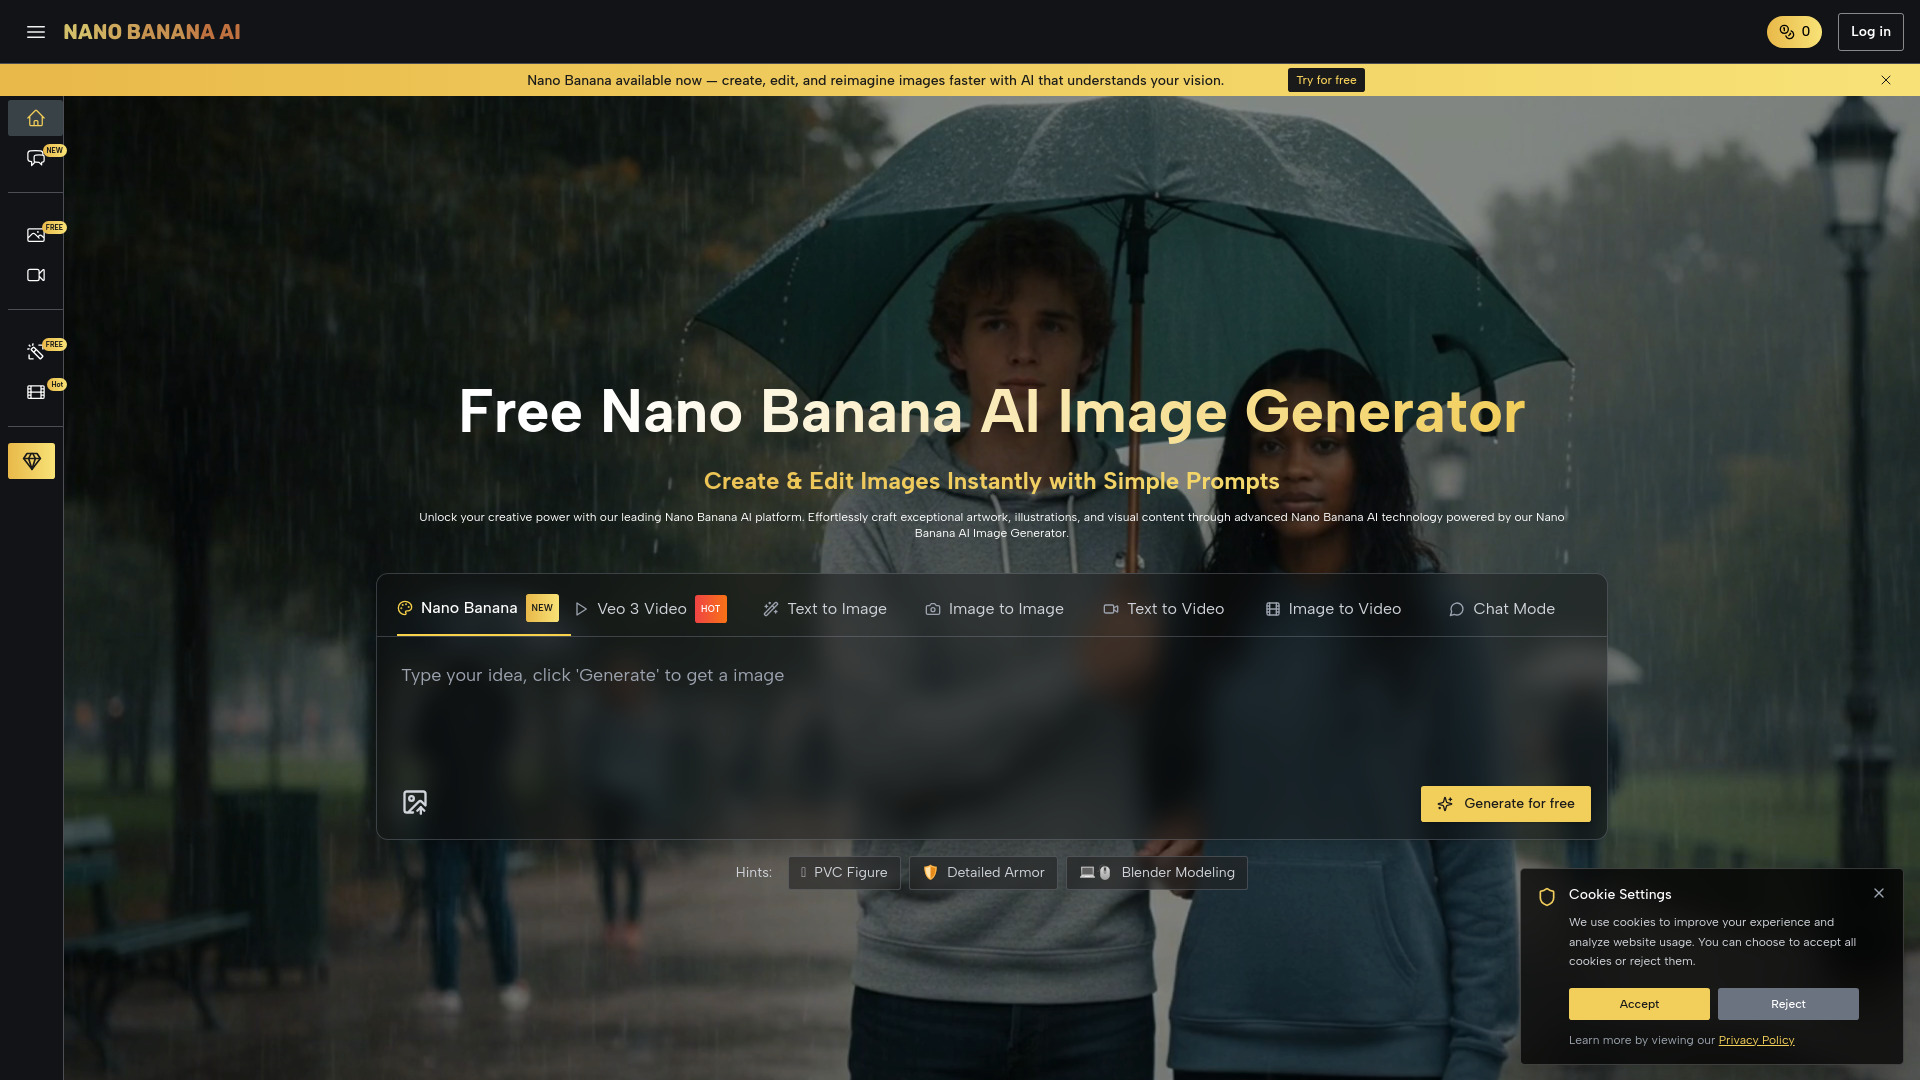 NANO BANANA AI
0
Log in
Nano Banana available now — create, edit, and reimagine images faster with AI that understands your vision.
Try for free
NEW
FREE
FREE
Hot
Free Nano Banana AI Image Generator
Create & Edit Images Instantly with Simple Prompts
Unlock your creative power with our leading Nano Banana AI platform. Effortlessly craft exceptional artwork, illustrations, and visual content through advanced Nano Banana AI technology powered by our Nano
Banana AI Image Generator.
Nano Banana NEW
Veo 3 Video HOT
Text to Image
Image to Image
Text to Video
Image to Video
Chat Mode
Type your idea, click 'Generate' to get a image
Generate for free
Hints:
PVC Figure
Detailed Armor
Blender Modeling
Cookie Settings
We use cookies to improve your experience and
analyze website usage. You can choose to accept all
cookies or reject them.
Accept
Reject
Learn more by viewing our Privacy Policy